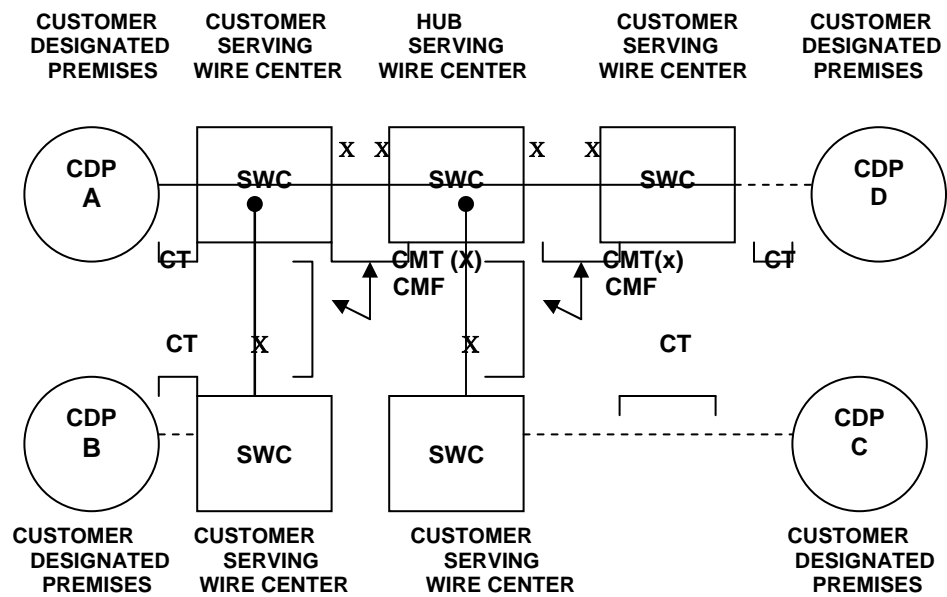 CUSTOMER DESIGNATED PREMISES
CUSTOMER SERVING WIRE CENTER
HUB SERVING WIRE CENTER
CUSTOMER SERVING WIRE CENTER
CUSTOMER DESIGNATED PREMISES
CDP A
SWC
X X
SWC
X X
SWC
CDP D
CT
CMT (X)
CMF
CMT(x)
CMF
CT
CT
X
X
CT
CDP B
SWC
SWC
CDP C
CUSTOMER DESIGNATED PREMISES
CUSTOMER SERVING WIRE CENTER
CUSTOMER SERVING WIRE CENTER
CUSTOMER DESIGNATED PREMISES